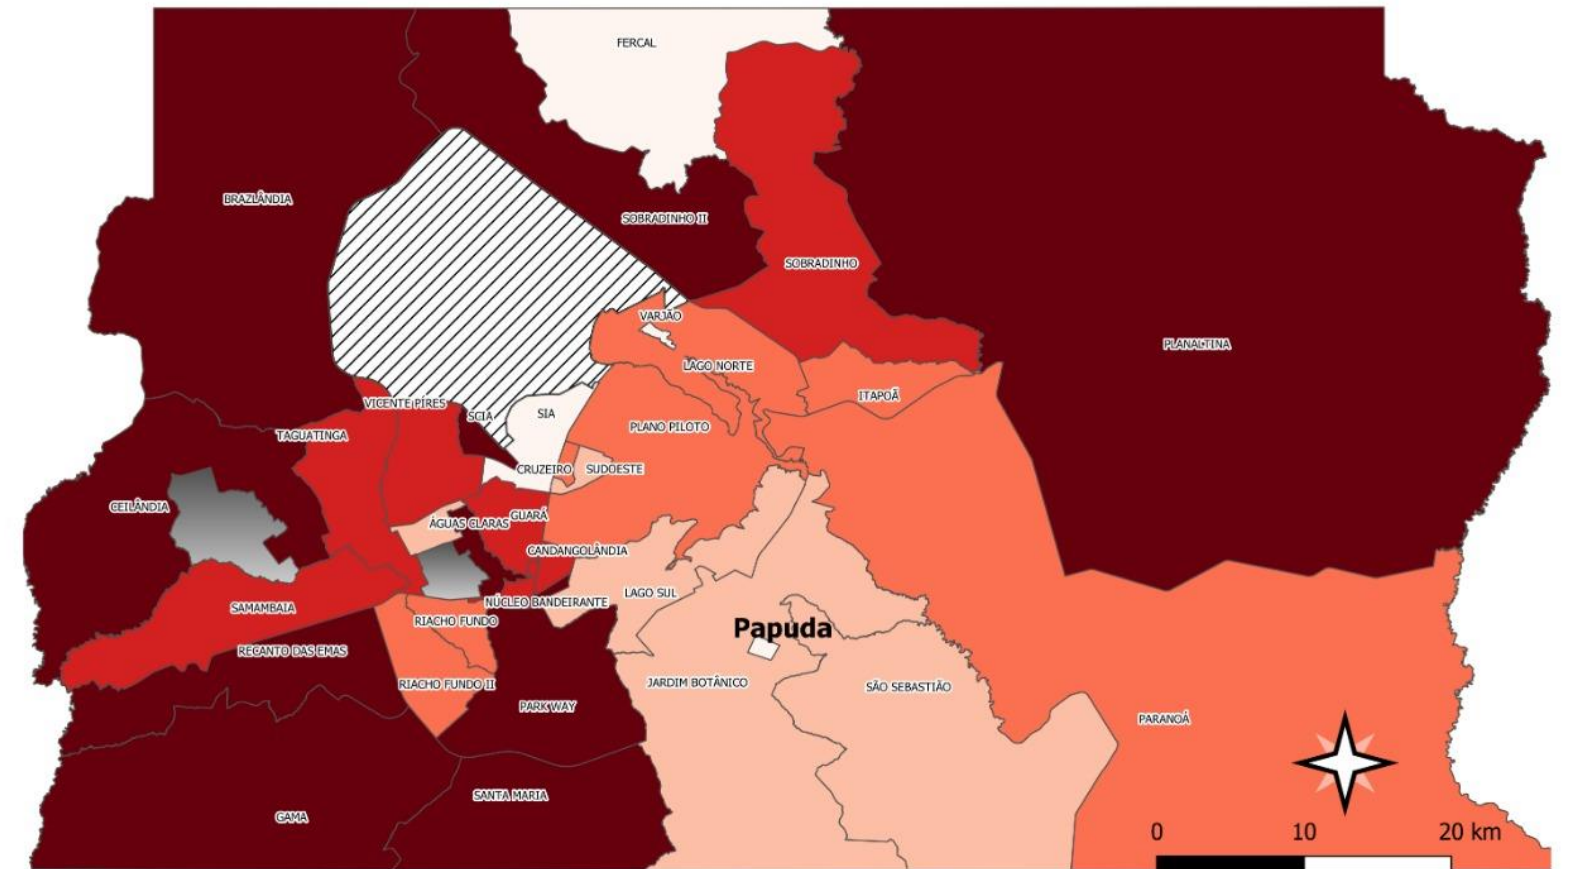 FERCAL
BRAZLÂNDIA
SOBRADINHO II
SOBRADINHO
VARJÃO
PLANALTINA
LAGO NORTE
ITAPOÃ
VICENTE PIRES
SCIA
SIA
PLANO PILOTO
TAGUATINGA
CRUZEIRO
SUDOESTE
CEILÂNDIA
ÁGUAS CLARAS
GUARÁ
CANDANGOLÂNDIA
LAGO SUL
NÚCLEO BANDEIRANTE
SAMAMBAIA
RIACHO FUNDO
Papuda
RECANTO DAS EMAS
RIACHO FUNDO II
JARDIM BOTÂNICO
SÃO SEBASTIÃO
PARK WAY
PARANOÁ
SANTA MARIA
GAMA
0 10 20 km